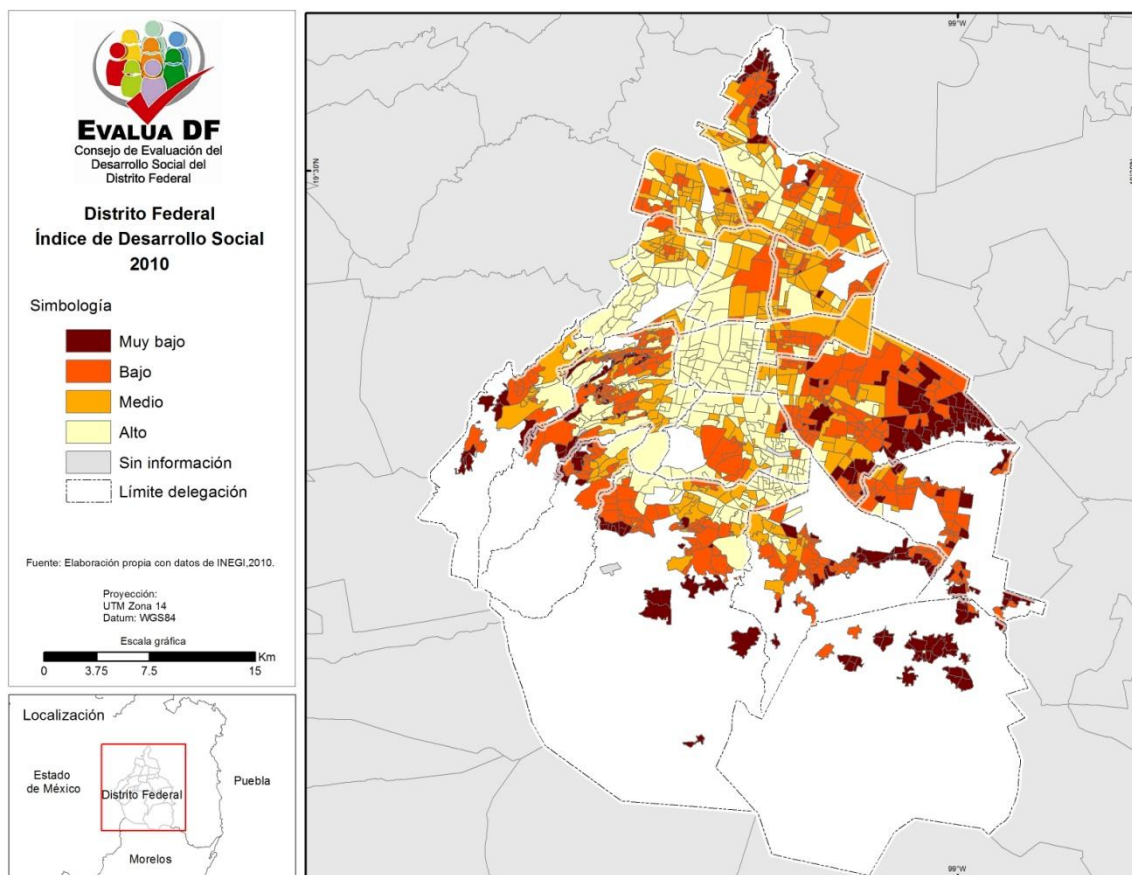 EVALUA DF
Consejo de Evaluación del
Desarrollo Social del
Distrito Federal
Distrito Federal
Índice de Desarrollo Social
2010
Simbología
Muy bajo
Bajo
Medio
Alto
Sin información
Límite delegación
Fuente: Elaboración propia con datos de INEGI,2010.
Proyección:
UTM Zona 14
Datum: WGS84
Escala gráfica
Km
0 3.75 7.5 15
Localización
Estado
de México
Puebla
Distrito Federal
Morelos
99°W
19°30'N
99°W